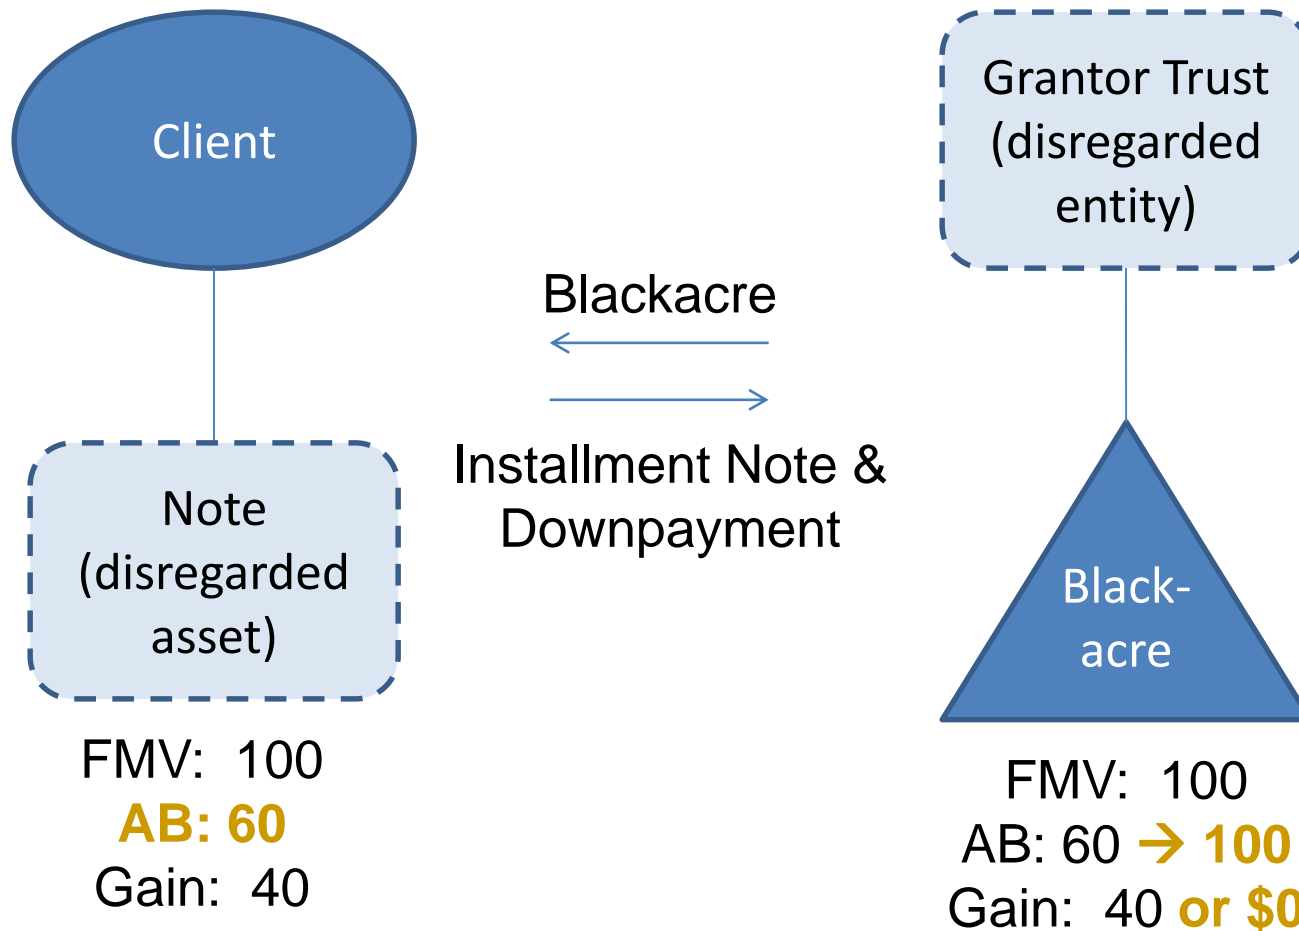 Client
Grantor Trust
(disregarded
entity)
Blackacre
Installment Note &
Downpayment
Note
(disregarded
asset)
Black-
acre
FMV:  100
AB: 60
Gain:  40
FMV:  100
AB: 60 → 100
Gain:  40 or $0